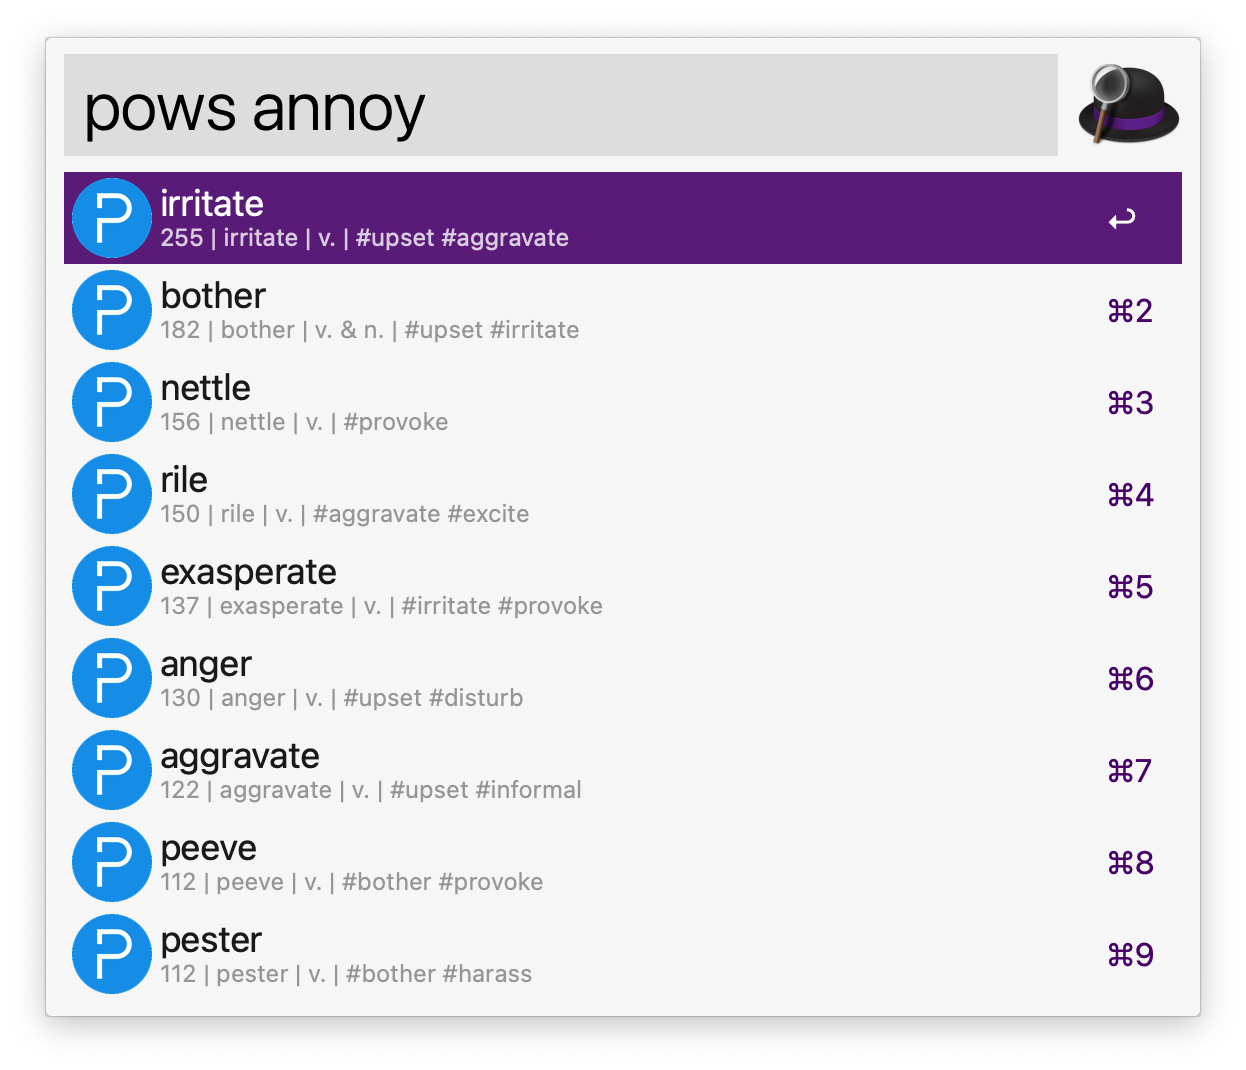 pows annoy
irritate
255 | irritate | v. | #upset #aggravate
↩
bother
182 | bother | v. & n. | #upset #irritate
⌘2
nettle
156 | nettle | v. | #provoke
⌘3
rile
150 | rile | v. | #aggravate #excite
⌘4
exasperate
137 | exasperate | v. | #irritate #provoke
⌘5
anger
130 | anger | v. | #upset #disturb
⌘6
aggravate
122 | aggravate | v. | #upset #informal
⌘7
peeve
112 | peeve | v. | #bother #provoke
⌘8
pester
112 | pester | v. | #bother #harass
⌘9